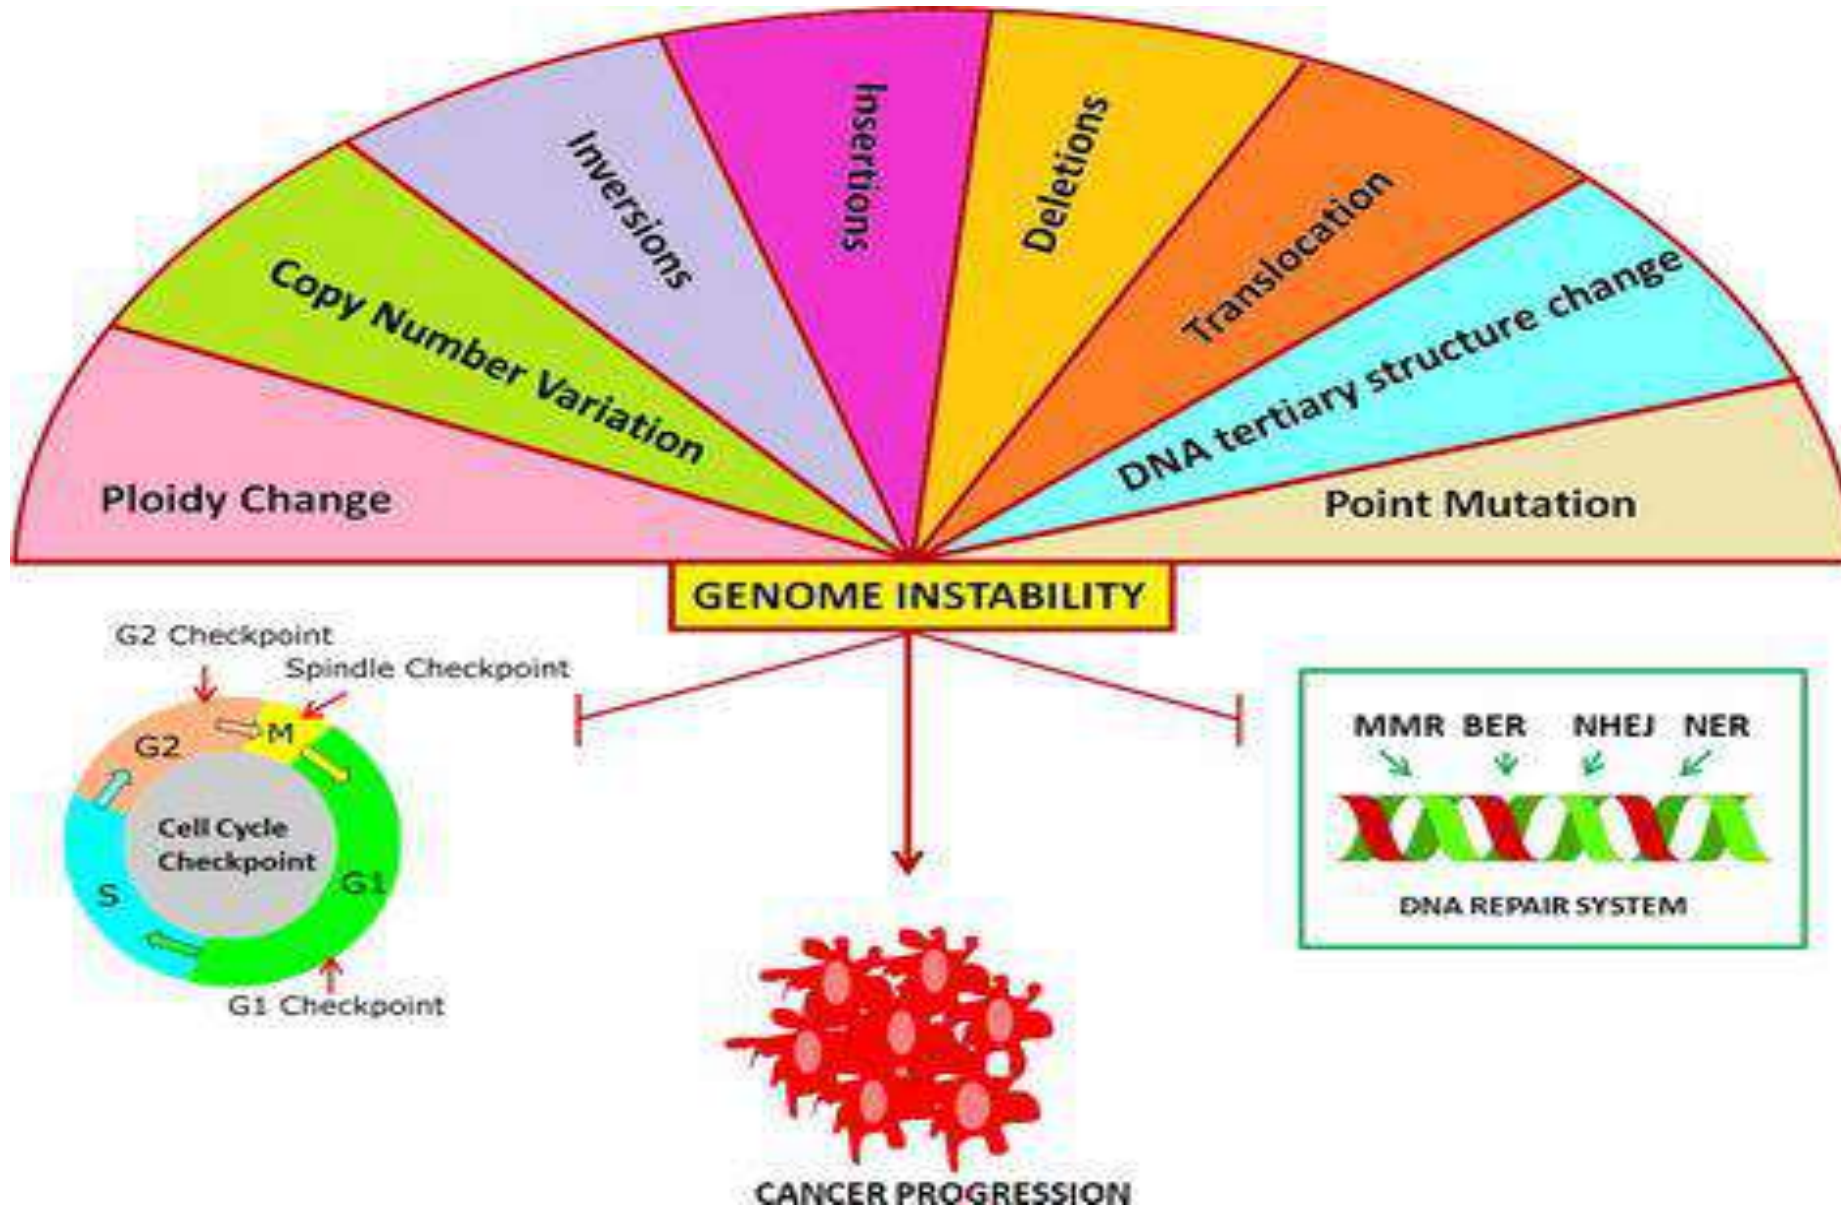 Ploidy Change
Copy Number Variation
Inversions
Insertions
Deletions
Translocation
DNA tertiary structure change
Point Mutation
GENOME INSTABILITY
G2 Checkpoint
Spindle Checkpoint
G2
M
Cell Cycle
Checkpoint
G1
S
G1 Checkpoint
MMR BER NHEJ NER
DNA REPAIR SYSTEM
CANCER PROGRESSION